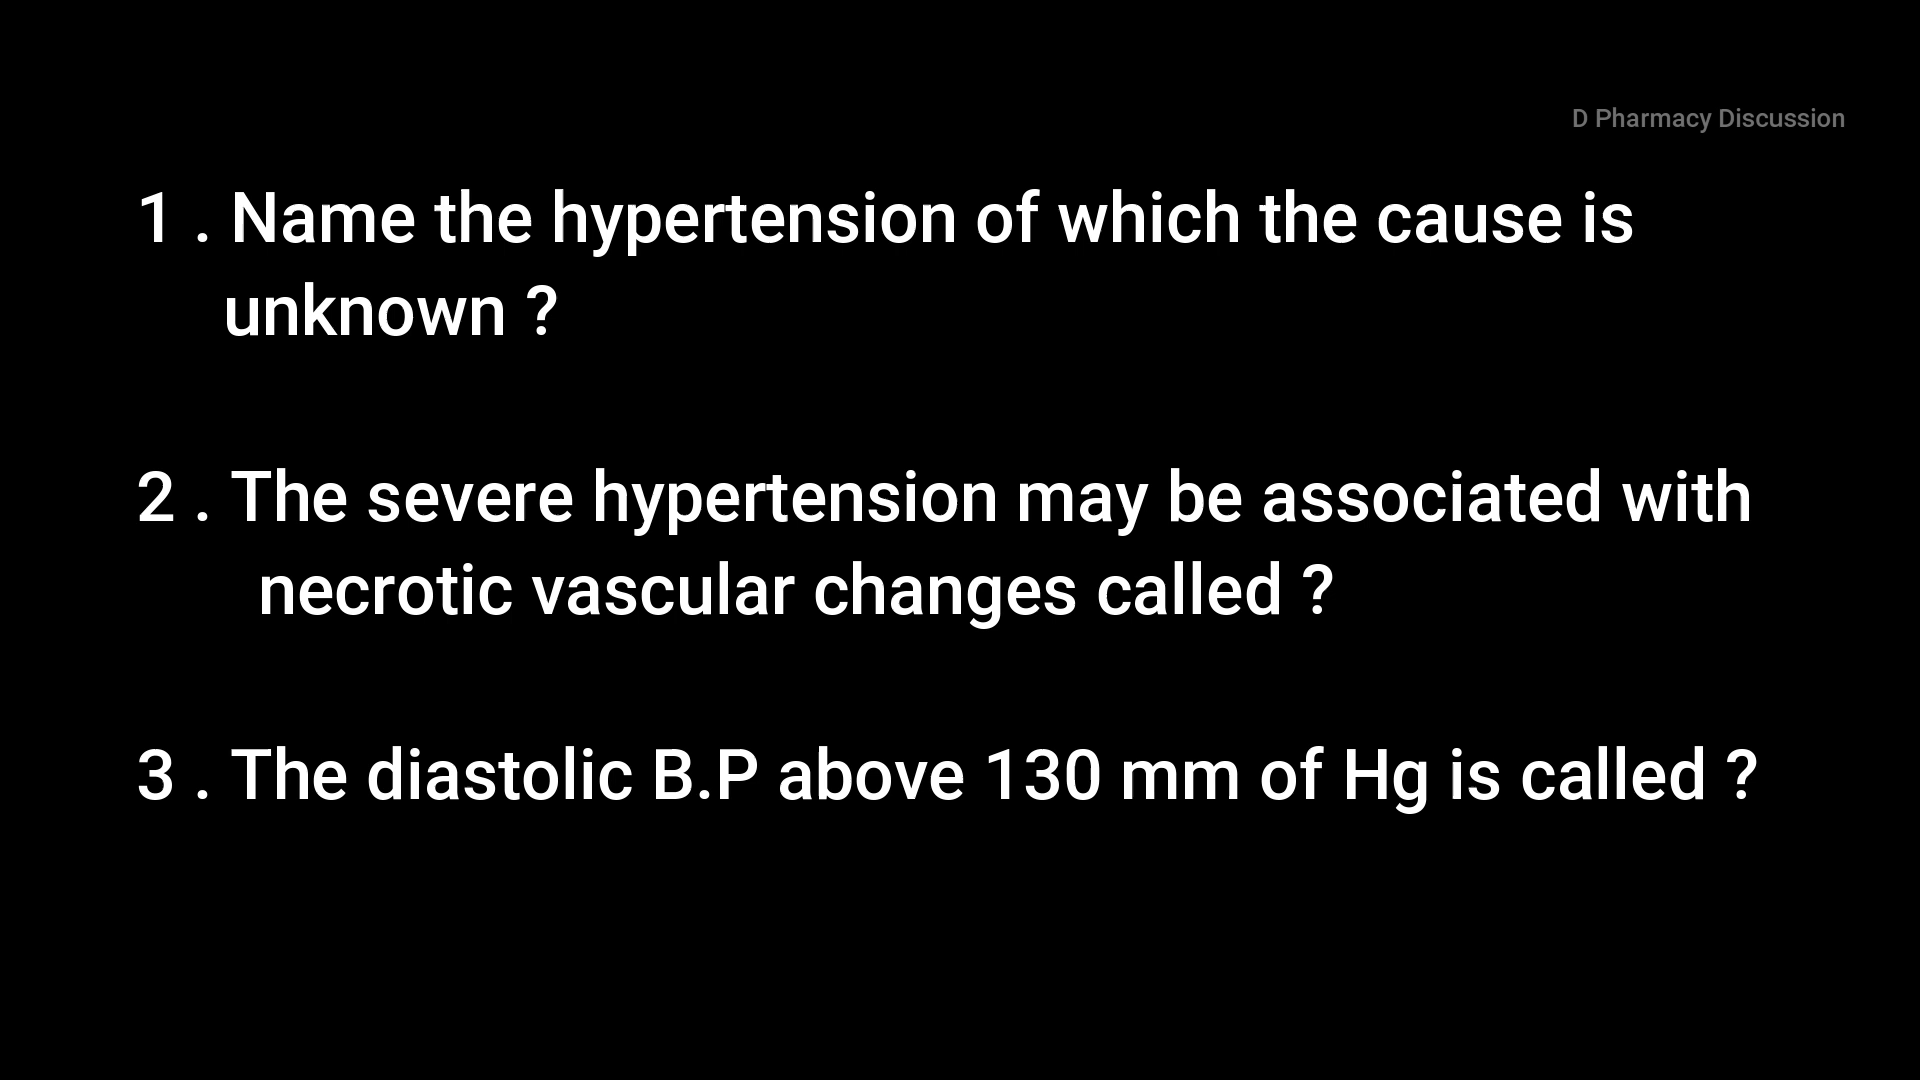 D Pharmacy Discussion
1 . Name the hypertension of which the cause is
unknown ?
2 . The severe hypertension may be associated with
necrotic vascular changes called ?
3 . The diastolic B.P above 130 mm of Hg is called ?